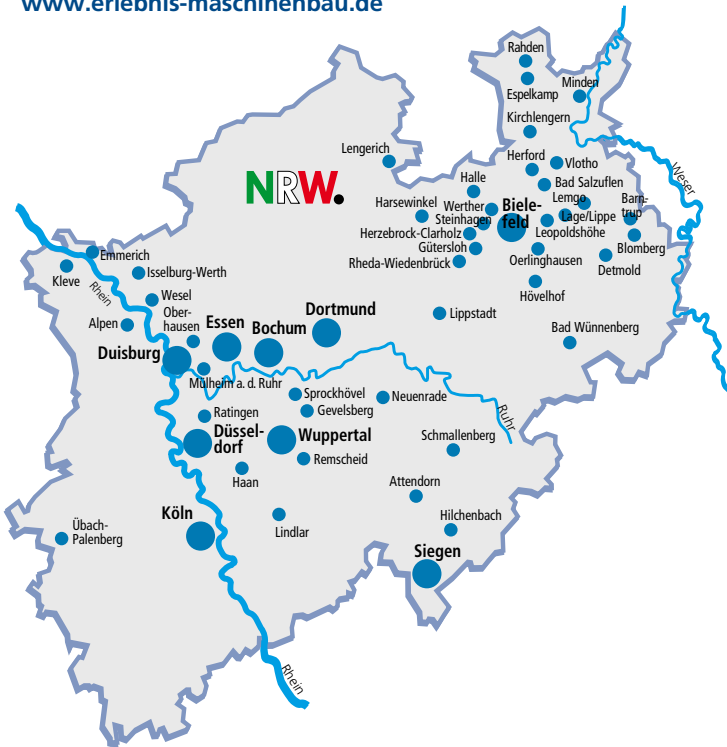 www.erlebnis-maschinenbau.de
Rahden
Espelkamp
Minden
Kirchlengern
Lengerich
Herford
Vlotho
Weser
NRW.
Halle
Bad Salzuflen
Harsewinkel
Werther
Biele-
feld
Lemgo
Barn-
trup
Steinhagen
Lage/Lippe
Herzebrock-Clarholz
Leopoldshöhe
Gütersloh
Blomberg
Emmerich
Rheda-Wiedenbrück
Oerlinghausen
Detmold
Kleve
Isselburg-Werth
Rhein
Hövelhof
Wesel
Ober-
hausen
Alpen
Essen
Bochum
Dortmund
Lippstadt
Bad Wünnenberg
Duisburg
Mülheim a. d. Ruhr
Sprockhövel
Neuenrade
Ratingen
Gevelsberg
Ruhr
Düssel-
dorf
Wuppertal
Schmallenberg
Remscheid
Haan
Attendorn
Köln
Lindlar
Hilchenbach
Übach-
Palenberg
Siegen
Rhein